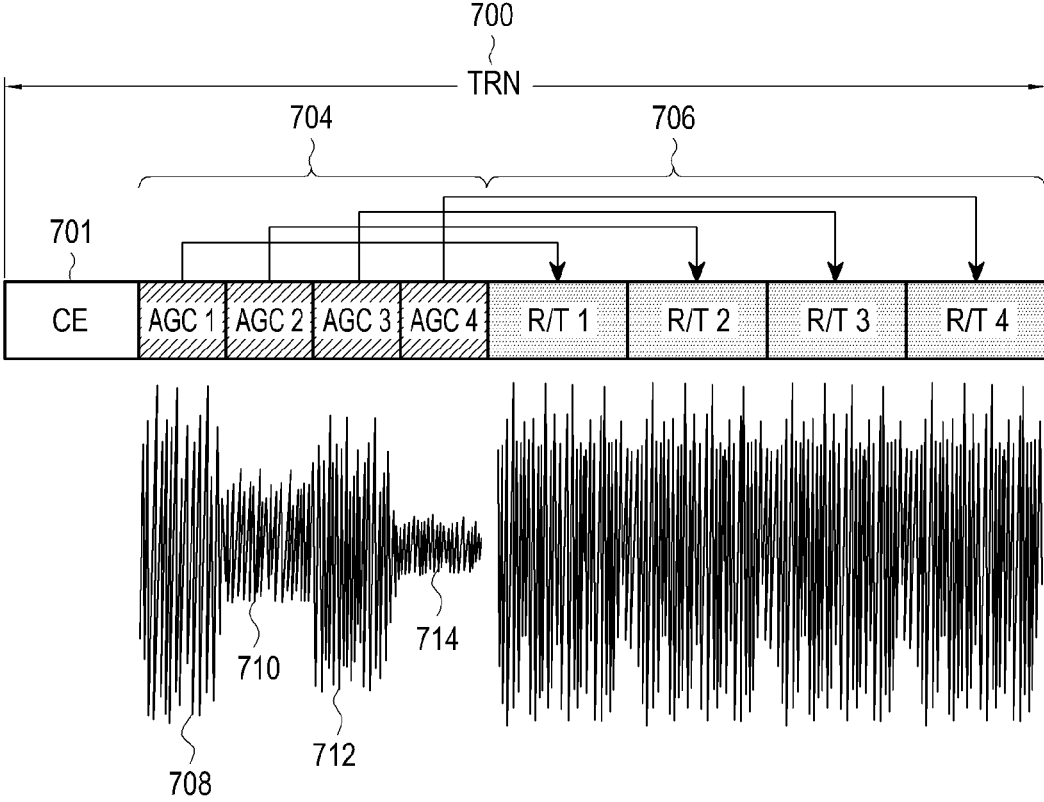 700
TRN
704
706
701
CE
AGC 1
AGC 2
AGC 3
AGC 4
R/T 1
R/T 2
R/T 3
R/T 4
710
714
712
708